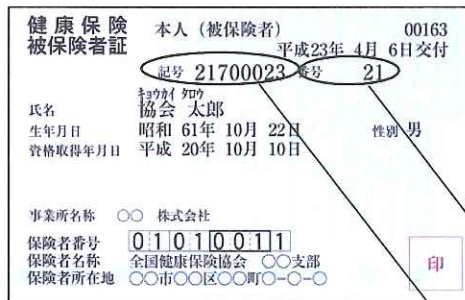 健康保険 本人（被保険者） 00163
被保険者証 平成23年 4月 6日交付
記号 21700023 番号 21
キョウカイ タロウ
氏名 協会 太郎
生年月日 昭和 61年 10月 22日 性別 男
資格取得年月日 平成 20年 10月 10日
事業所名称 ○○ 株式会社
保険者番号 01010011
保険者名称 全国健康保険協会 ○○支部
保険者所在地 ○○市○○区○○町○-○-○
印